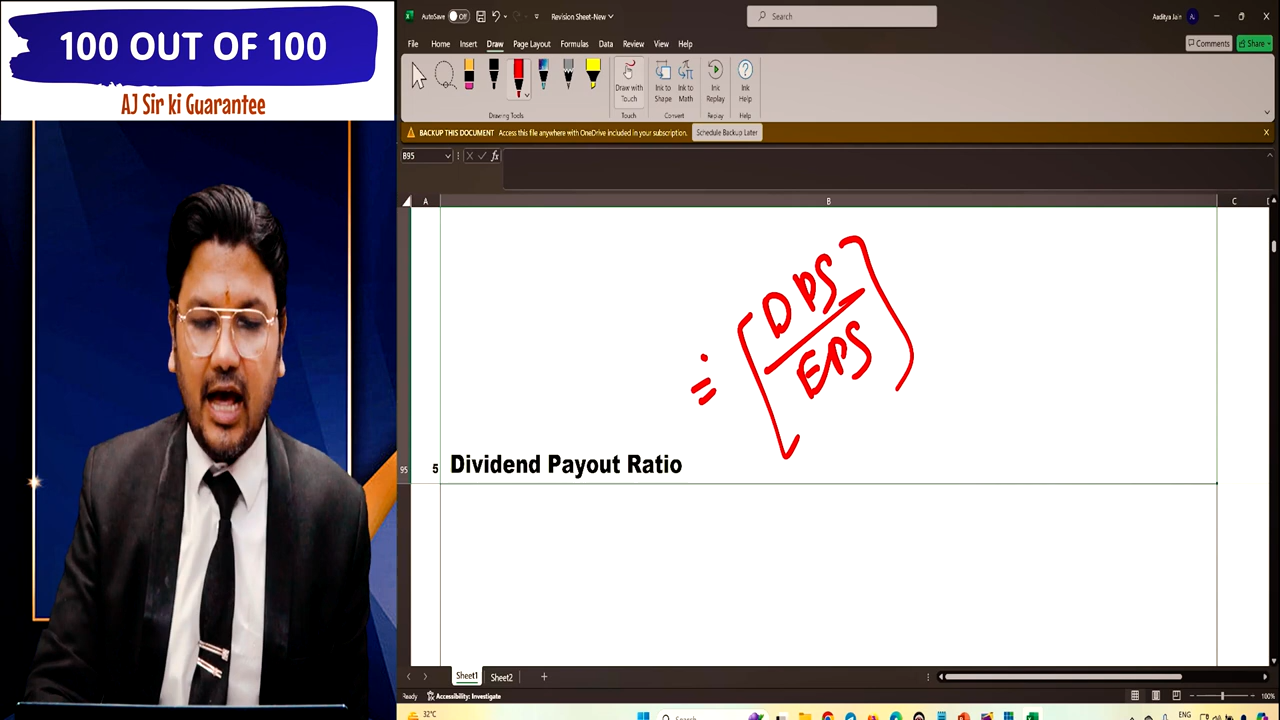 100 OUT OF 100
AJ Sir ki Guarantee
AutoSave Off Revision Sheet-New Search Aaditya Jain AJ
File Home Insert Draw Page Layout Formulas Data Review View Help Comments Share
Draw with Touch Ink to Shape Ink to Math Ink Replay Ink Help
Drawing Tools Touch Convert Replay Help
BACKUP THIS DOCUMENT Access this file anywhere with OneDrive included in your subscription. Schedule Backup Later
B95 fx
A B C D
= [DPS
EPS]
95 5 Dividend Payout Ratio
Sheet1 Sheet2 +
Ready Accessibility: Investigate 100%
32°C Search ENG